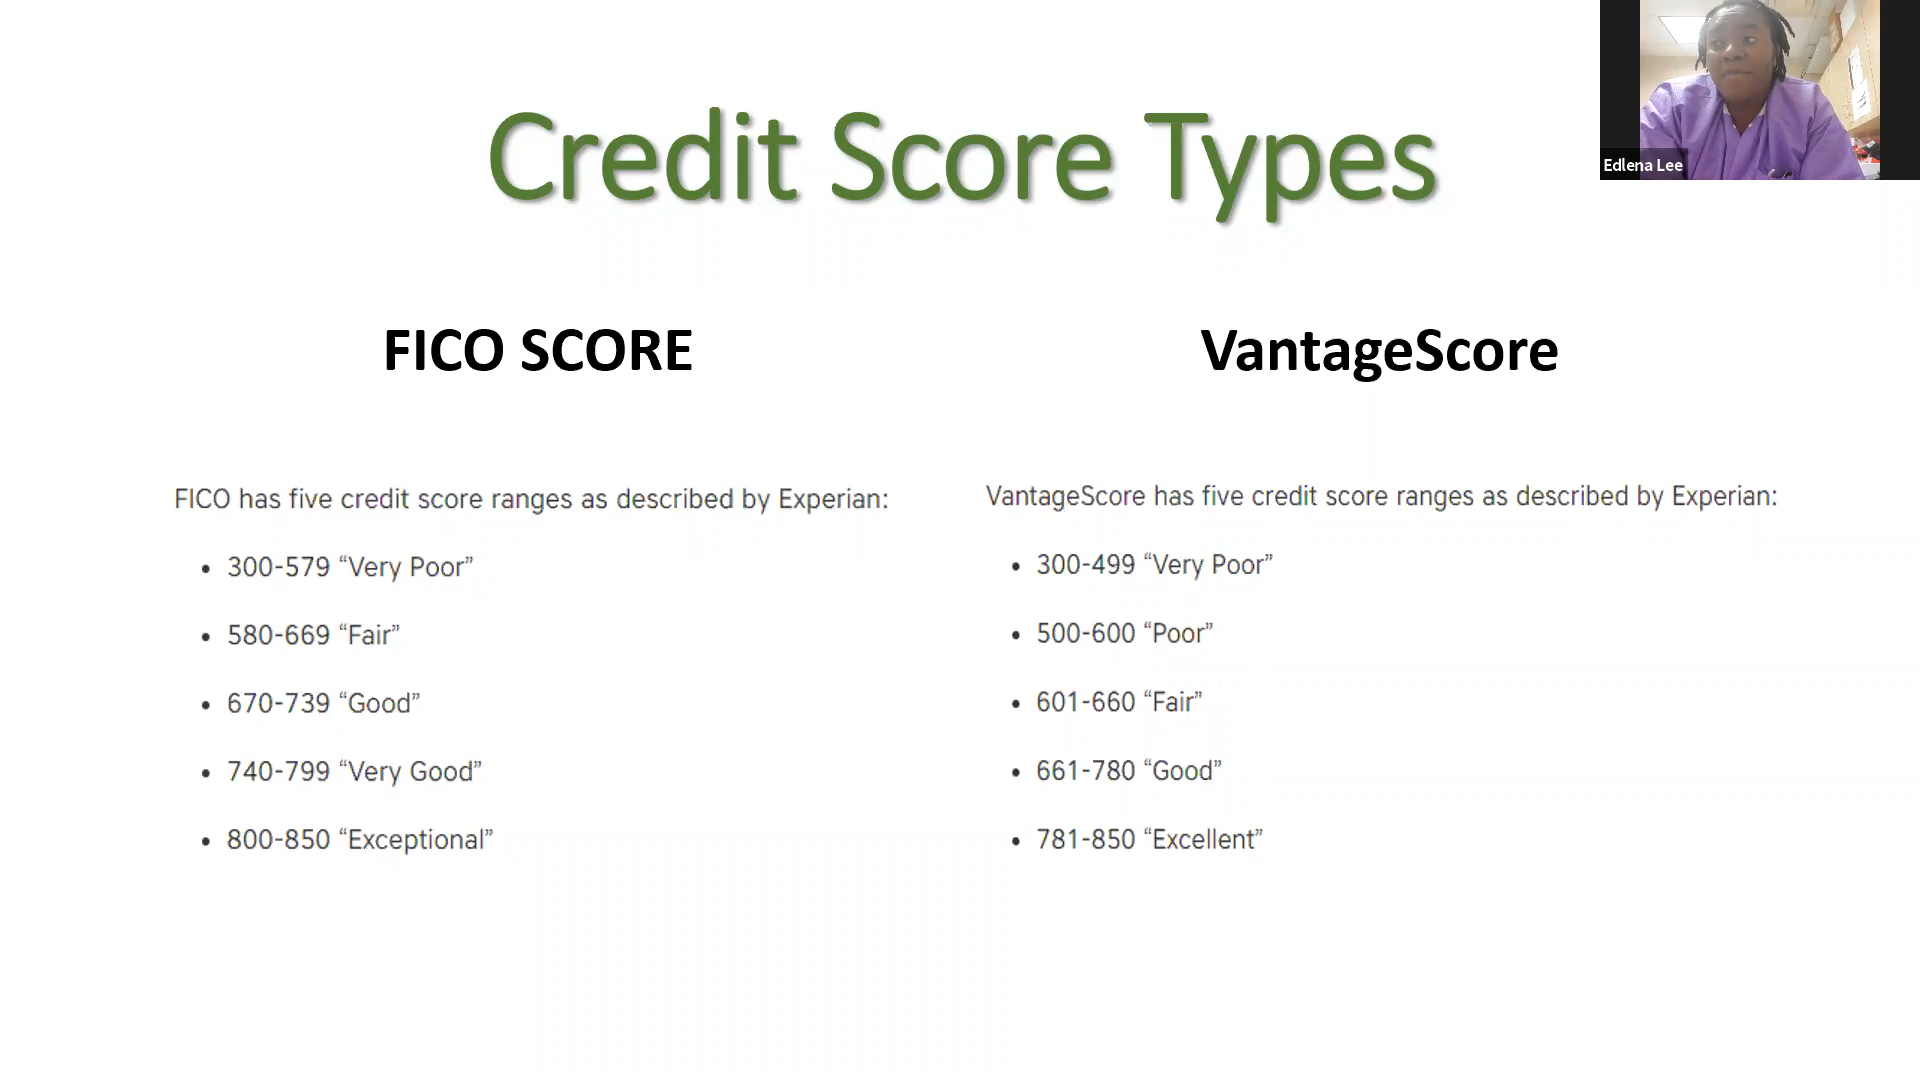 Credit Score Types
Edlena Lee
FICO SCORE
FICO has five credit score ranges as described by Experian:
• 300-579 “Very Poor”
• 580-669 “Fair”
• 670-739 “Good”
• 740-799 “Very Good”
• 800-850 “Exceptional”
VantageScore
VantageScore has five credit score ranges as described by Experian:
• 300-499 “Very Poor”
• 500-600 “Poor”
• 601-660 “Fair”
• 661-780 “Good”
• 781-850 “Excellent”